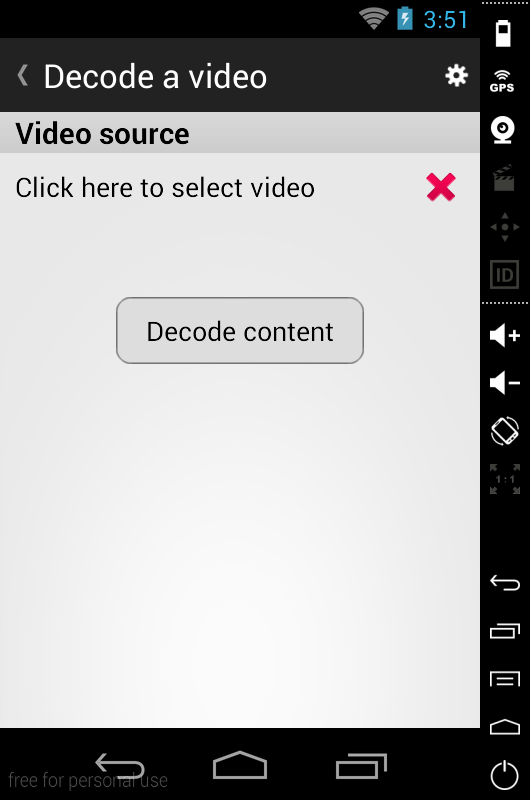 3:51
Decode a video
GPS
Video source
Click here to select video
ID
Decode content
1:1
free for personal use